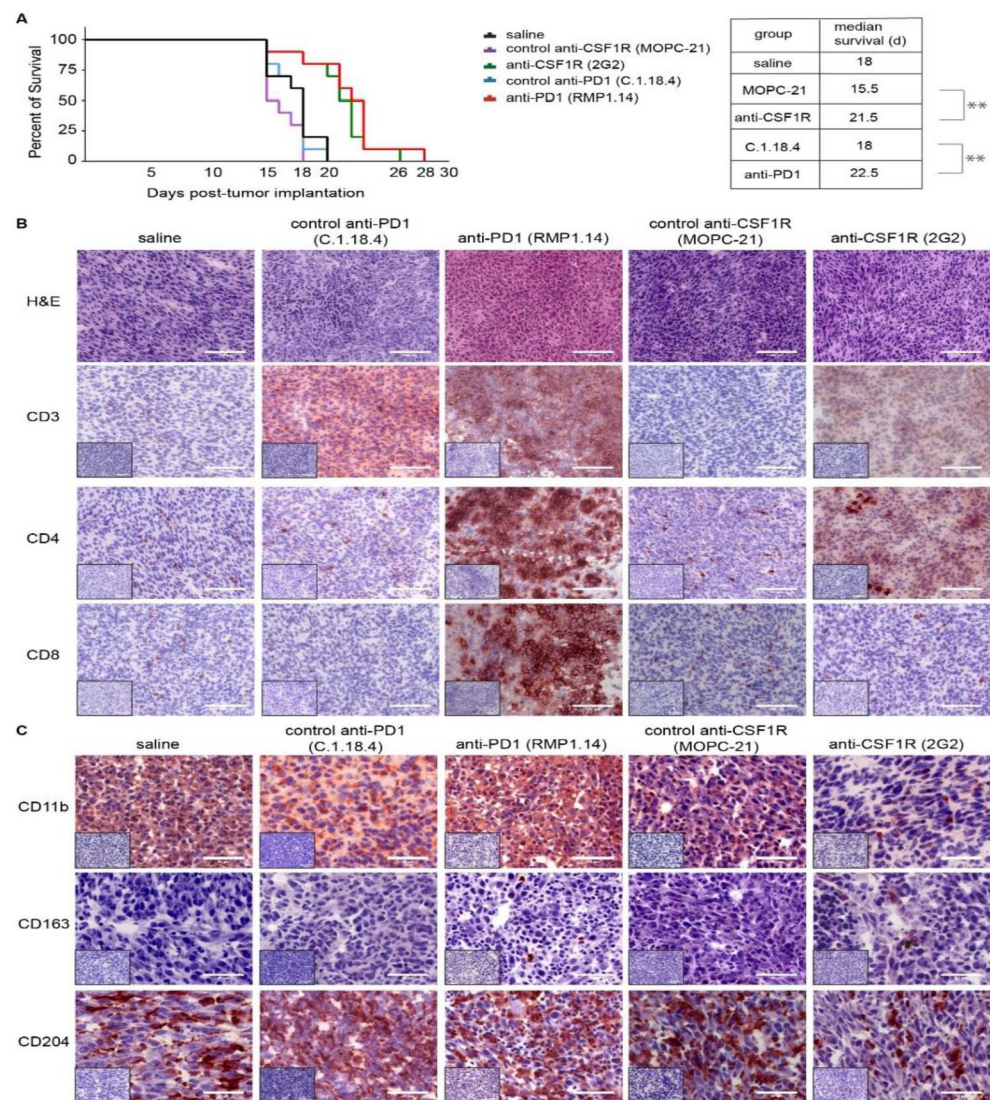 A
Percent of Survival
100
75
50
25
0
5
10
15
18
20
26
28
30
Days post-tumor implantation
saline
control anti-CSF1R (MOPC-21)
anti-CSF1R (2G2)
control anti-PD1 (C.1.18.4)
anti-PD1 (RMP1.14)
group
median
survival (d)
saline
18
MOPC-21
15.5
anti-CSF1R
21.5
C.1.18.4
18
anti-PD1
22.5
**
**
B
saline
control anti-PD1
(C.1.18.4)
anti-PD1 (RMP1.14)
control anti-CSF1R
(MOPC-21)
anti-CSF1R (2G2)
H&E
CD3
CD4
CD8
C
saline
control anti-PD1
(C.1.18.4)
anti-PD1 (RMP1.14)
control anti-CSF1R
(MOPC-21)
anti-CSF1R (2G2)
CD11b
CD163
CD204